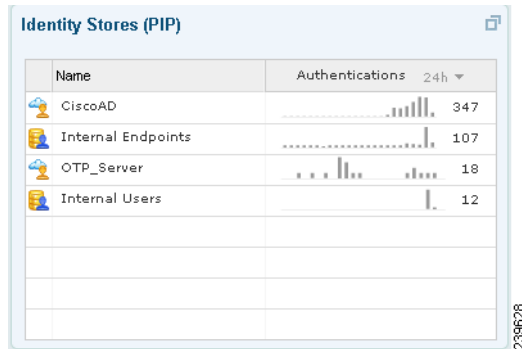 Identity Stores (PIP)
Name Authentications 24h
CiscoAD 347
Internal Endpoints 107
OTP_Server 18
Internal Users 12
239628